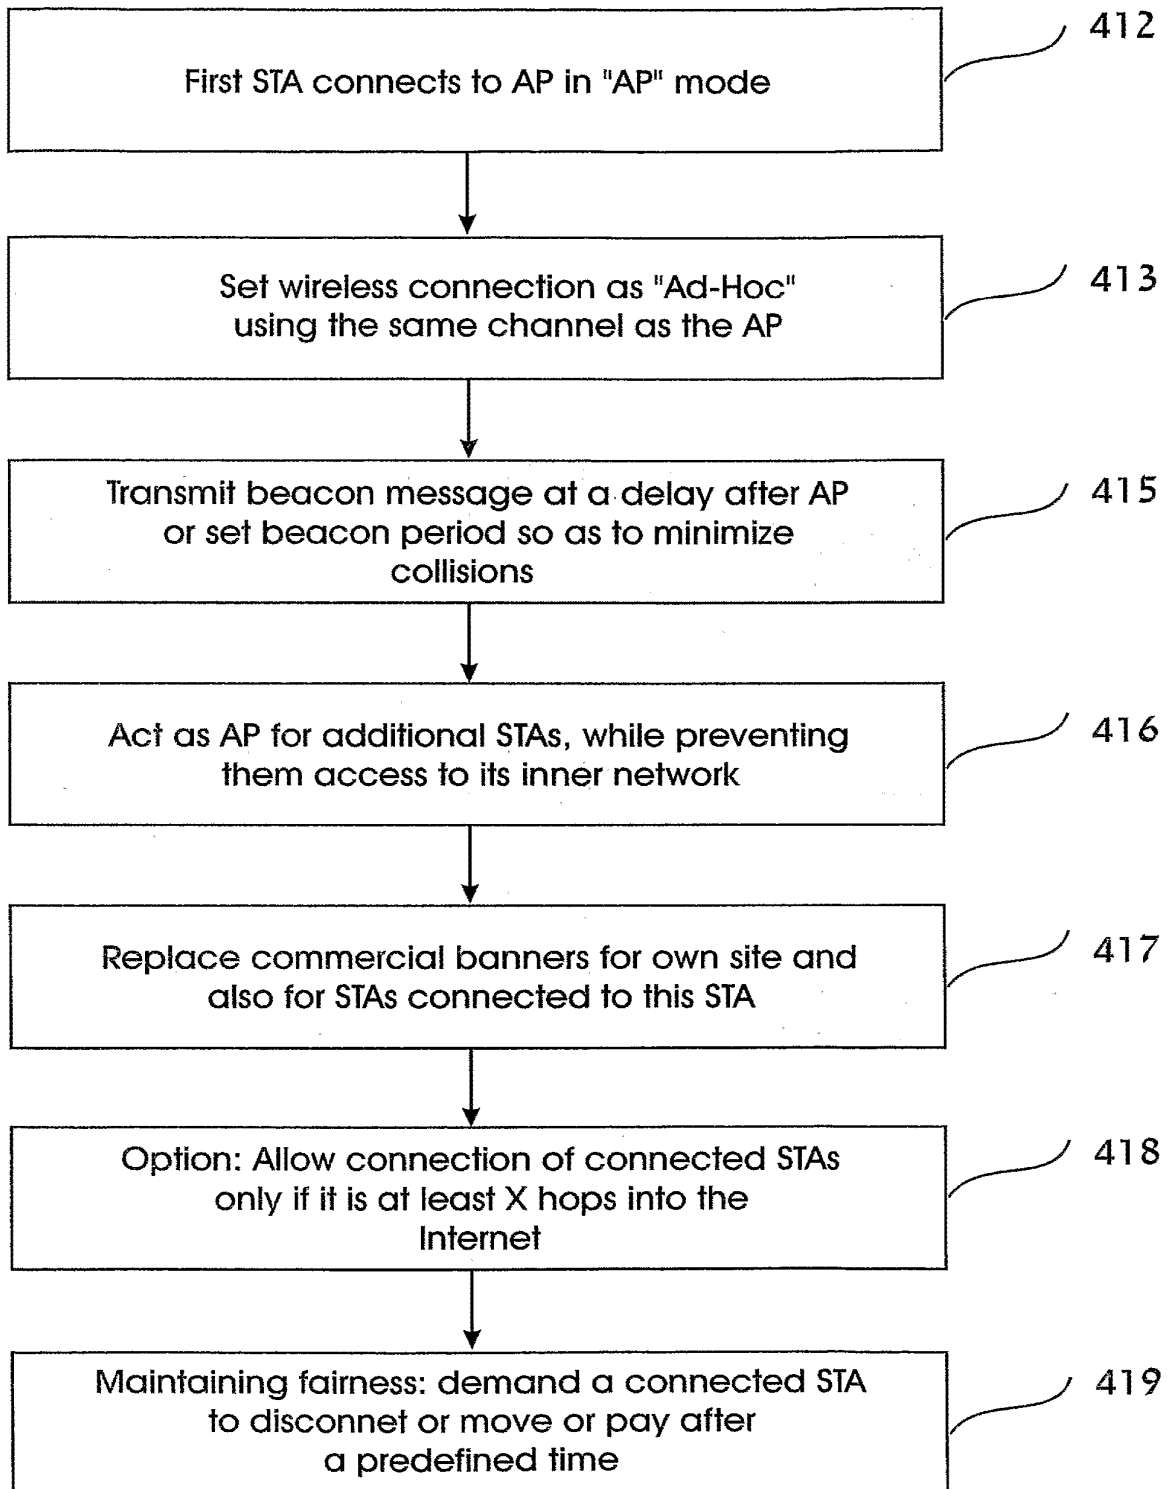 412
First STA connects to AP in "AP" mode
413
Set wireless connection as "Ad-Hoc"
using the same channel as the AP
415
Transmit beacon message at a delay after AP
or set beacon period so as to minimize
collisions
416
Act as AP for additional STAs, while preventing
them access to its inner network
417
Replace commercial banners for own site and
also for STAs connected to this STA
418
Option: Allow connection of connected STAs
only if it is at least X hops into the
Internet
419
Maintaining fairness: demand a connected STA
to disconnet or move or pay after
a predefined time